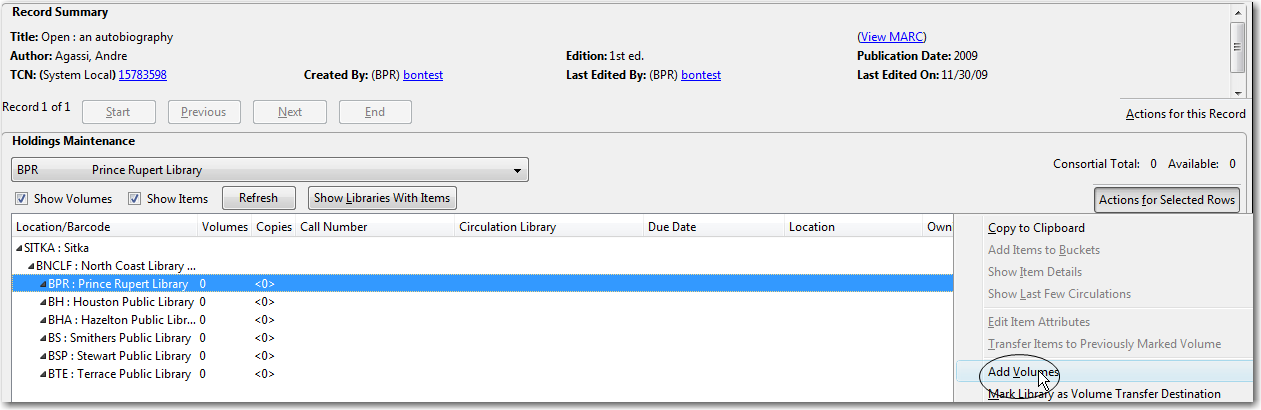 Record Summary
Title: Open : an autobiography (View MARC)
Author: Agassi, Andre Edition: 1st ed. Publication Date: 2009
TCN: (System Local) 15783598 Created By: (BPR) bontest Last Edited By: (BPR) bontest Last Edited On: 11/30/09
Record 1 of 1 Start Previous Next End Actions for this Record
Holdings Maintenance
BPR Prince Rupert Library Consortial Total: 0 Available: 0
Show Volumes Show Items Refresh Show Libraries With Items Actions for Selected Rows
Location/Barcode Volumes Copies Call Number Circulation Library Due Date Location Own
SITKA : Sitka
BNCLF : North Coast Library ...
BPR : Prince Rupert Library 0 <0>
BH : Houston Public Library 0 <0>
BHA : Hazelton Public Libr... 0 <0>
BS : Smithers Public Library 0 <0>
BSP : Stewart Public Library 0 <0>
BTE : Terrace Public Library 0 <0>
Copy to Clipboard
Add Items to Buckets
Show Item Details
Show Last Few Circulations
Edit Item Attributes
Transfer Items to Previously Marked Volume
Add Volumes
Mark Library as Volume Transfer Destination